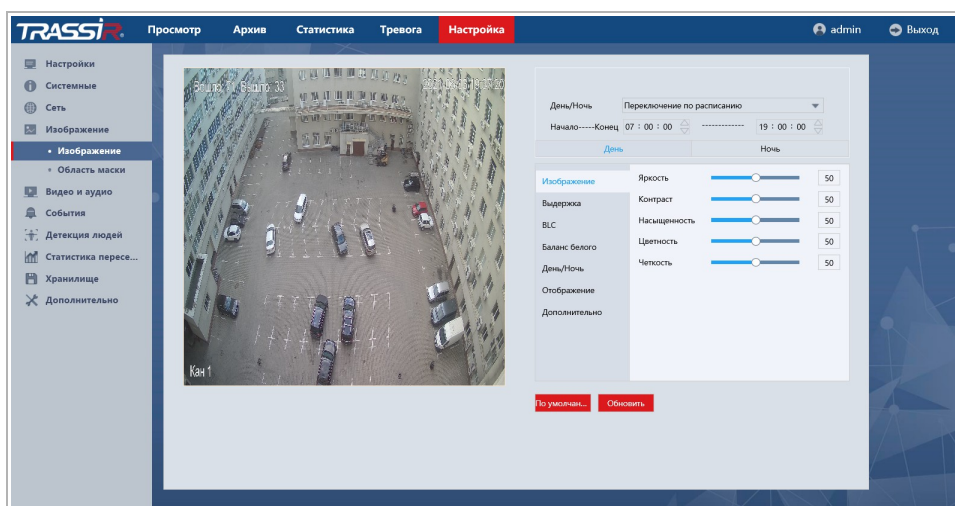 TRASSIR
Просмотр Архив Статистика Тревога Настройка admin Выход
Настройки
Системные
Сеть
Изображение
Изображение
Область маски
Видео и аудио
События
Детекция людей
Статистика пересе...
Хранилище
Дополнительно
Кан 1
День/Ночь Переключение по расписанию
Начало-----Конец 07 : 00 : 00 ------------- 19 : 00 : 00
День Ночь
Изображение
Выдержка
BLC
Баланс белого
День/Ночь
Отображение
Дополнительно
Яркость 50
Контраст 50
Насыщенность 50
Цветность 50
Четкость 50
По умолчан... Обновить